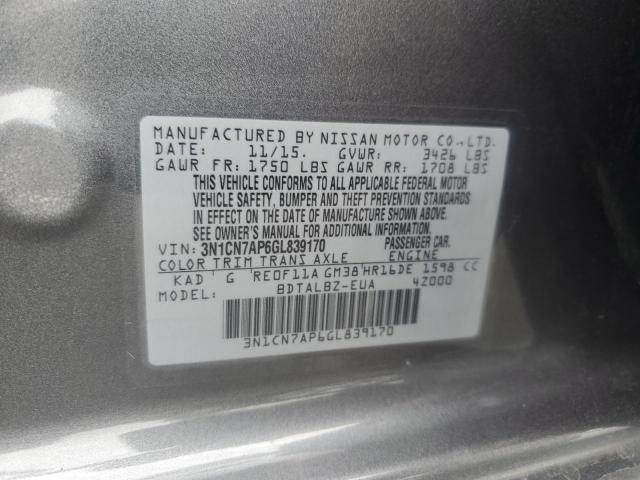 MANUFACTURED BY NISSAN MOTOR CO.,LTD.
DATE: 11/15. GVWR: 3426 LBS
GAWR FR: 1750 LBS GAWR RR: 1708 LBS
THIS VEHICLE CONFORMS TO ALL APPLICABLE FEDERAL MOTOR
VEHICLE SAFETY, BUMPER AND THEFT PREVENTION STANDARDS
IN EFFECT ON THE DATE OF MANUFACTURE SHOWN ABOVE.
SEE OWNER'S MANUAL FOR ADDITIONAL INFORMATION.
VIN: 3N1CN7AP6GL839170 PASSENGER CAR.
COLOR TRIM TRANS AXLE ENGINE
KAD G RE0F11A GM38 HR16DE 1598 CC
MODEL: BDTALBZ-EUA 4Z000
3N1CN7AP6GL839170